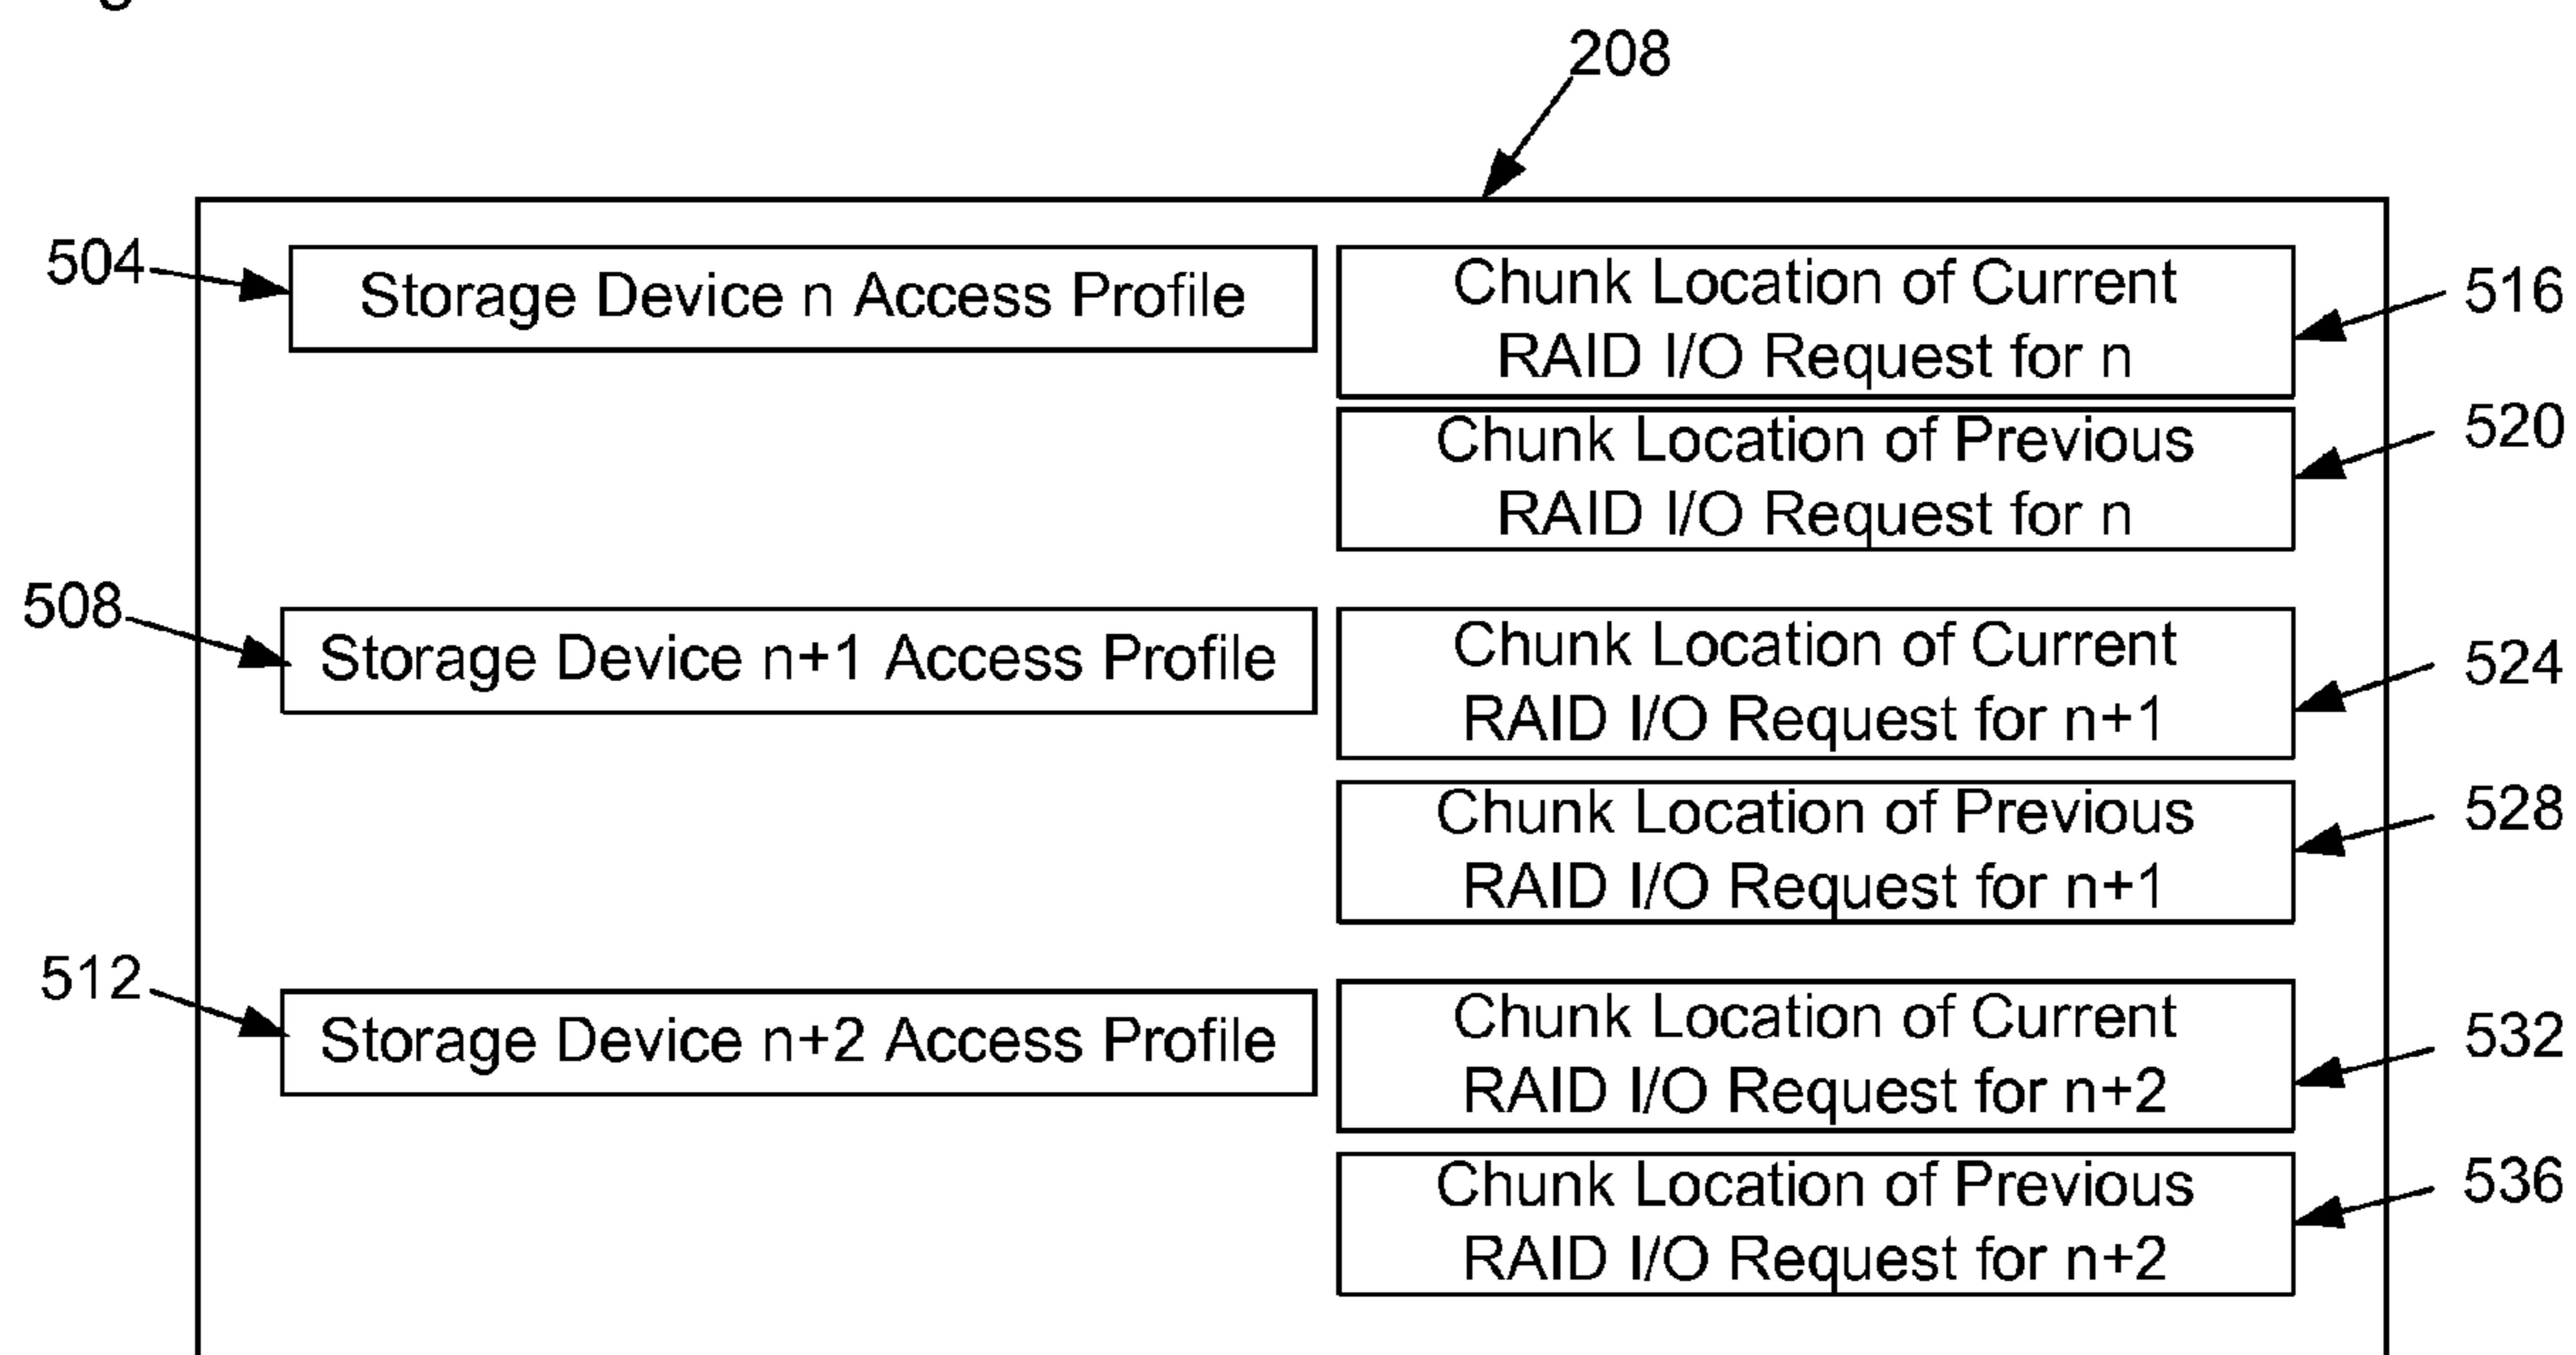 208
504
Storage Device n Access Profile
Chunk Location of Current
RAID I/O Request for n
516
Chunk Location of Previous
RAID I/O Request for n
520
508
Storage Device n+1 Access Profile
Chunk Location of Current
RAID I/O Request for n+1
524
Chunk Location of Previous
RAID I/O Request for n+1
528
512
Storage Device n+2 Access Profile
Chunk Location of Current
RAID I/O Request for n+2
532
Chunk Location of Previous
RAID I/O Request for n+2
536